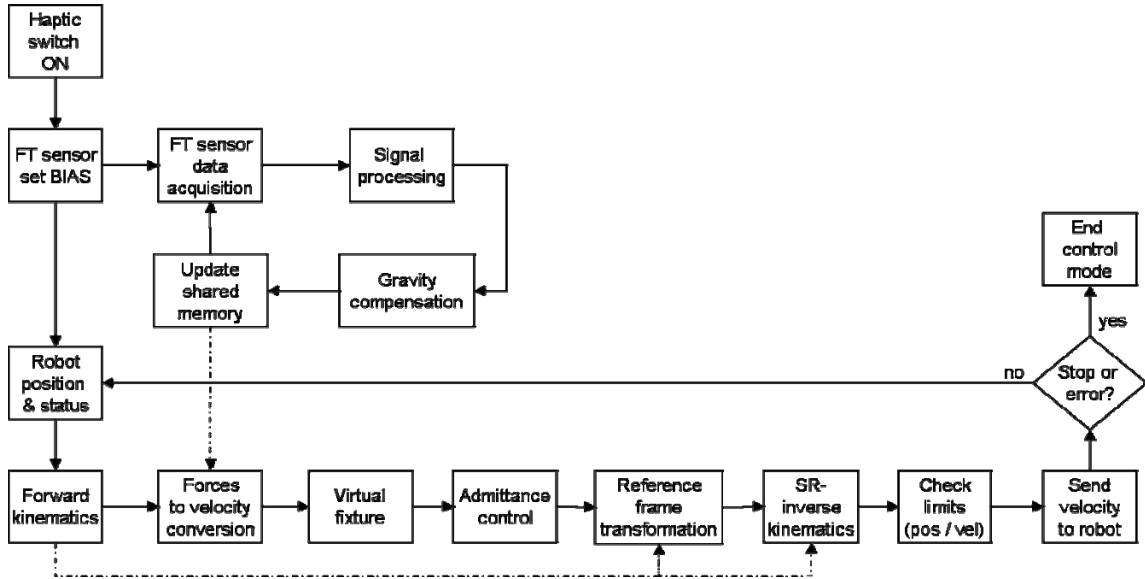 Haptic
switch
ON
FT sensor
set BIAS
FT sensor
data
acquisition
Signal
processing
Update
shared
memory
Gravity
compensation
End
control
mode
yes
Robot
position
& status
no
Stop or
error?
Forward
kinematics
Forces
to velocity
conversion
Virtual
fixture
Admittance
control
Reference
frame
transformation
SR-
inverse
kinematics
Check
limits
(pos / vel)
Send
velocity
to robot